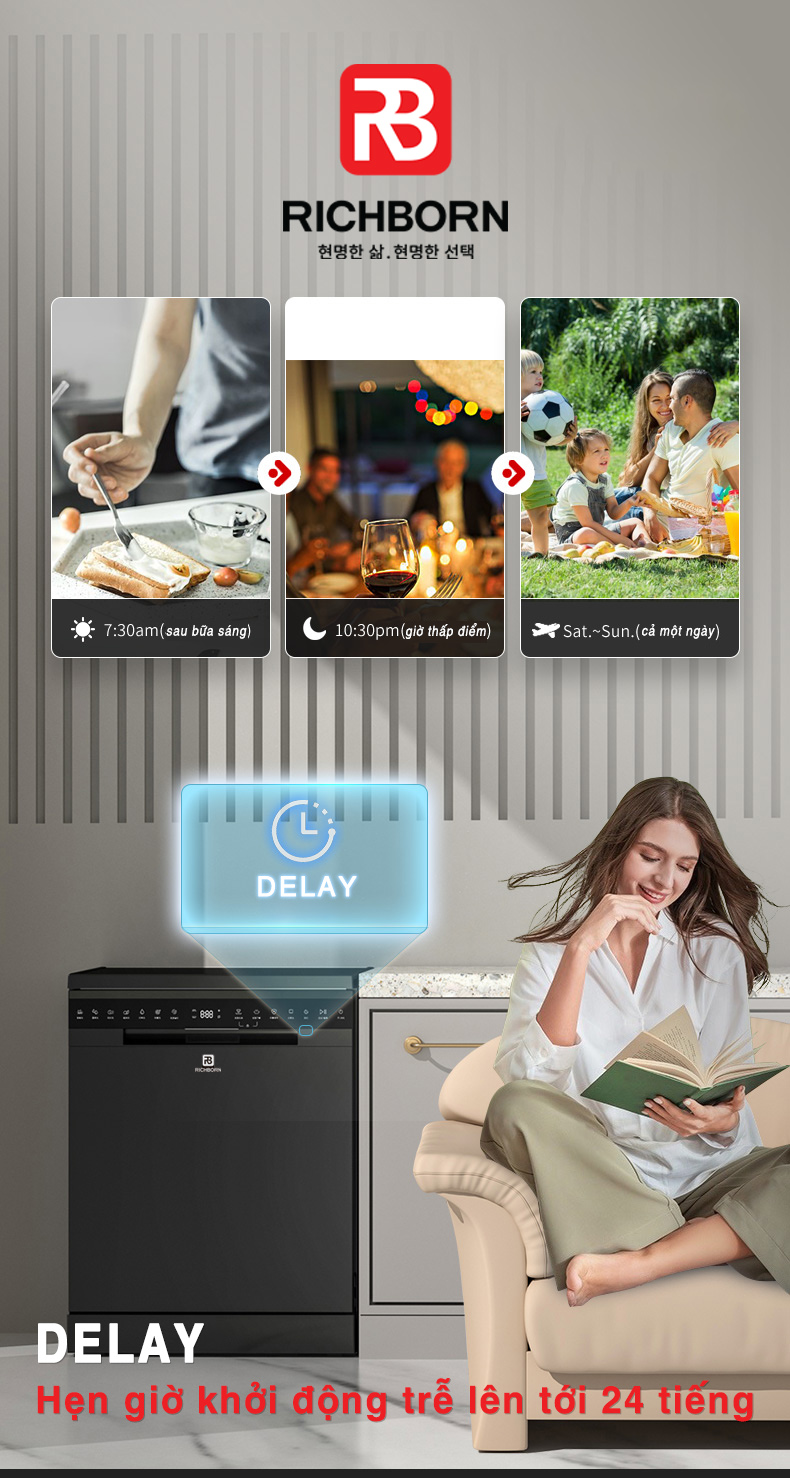 RB
RICHBORN
현명한 삶.현명한 선택
7:30am(sau bữa sáng)
10:30pm(giờ thấp điểm)
Sat.~Sun.(cả một ngày)
DELAY
888
RB
RICHBORN
DELAY
Hẹn giờ khởi động trễ lên tới 24 tiếng